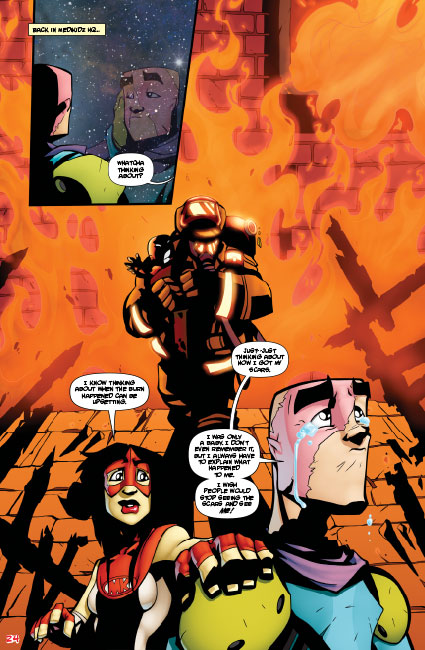 BACK IN MEDIKIDZ HQ...
WHATCHA
THINKING
ABOUT?
JUST-JUST
THINKING ABOUT
HOW I GOT MY
SCARS.
I KNOW THINKING
ABOUT WHEN THE BURN
HAPPENED CAN BE
UPSETTING.
I WAS ONLY
A BABY. I DON'T
EVEN REMEMBER IT,
BUT I ALWAYS HAVE
TO EXPLAIN WHAT
HAPPENED
TO ME.
I WISH
PEOPLE WOULD
STOP SEEING THE
SCARS AND SEE
ME!
34